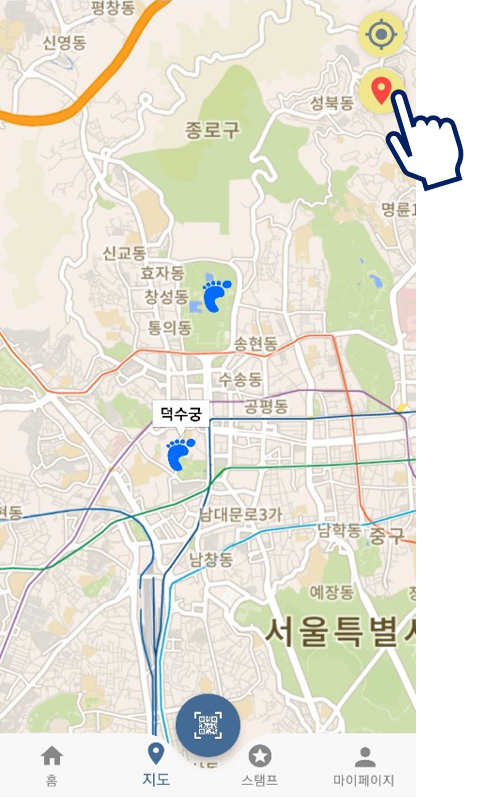 평창동
신영동
성북동
종로구
명륜1
신교동
효자동
창성동
통의동
송현동
수송동
공평동
덕수궁
남대문로3가
현동
남학동
중구
남창동
예장동
서울특별시
홈
지도
스탬프
마이페이지